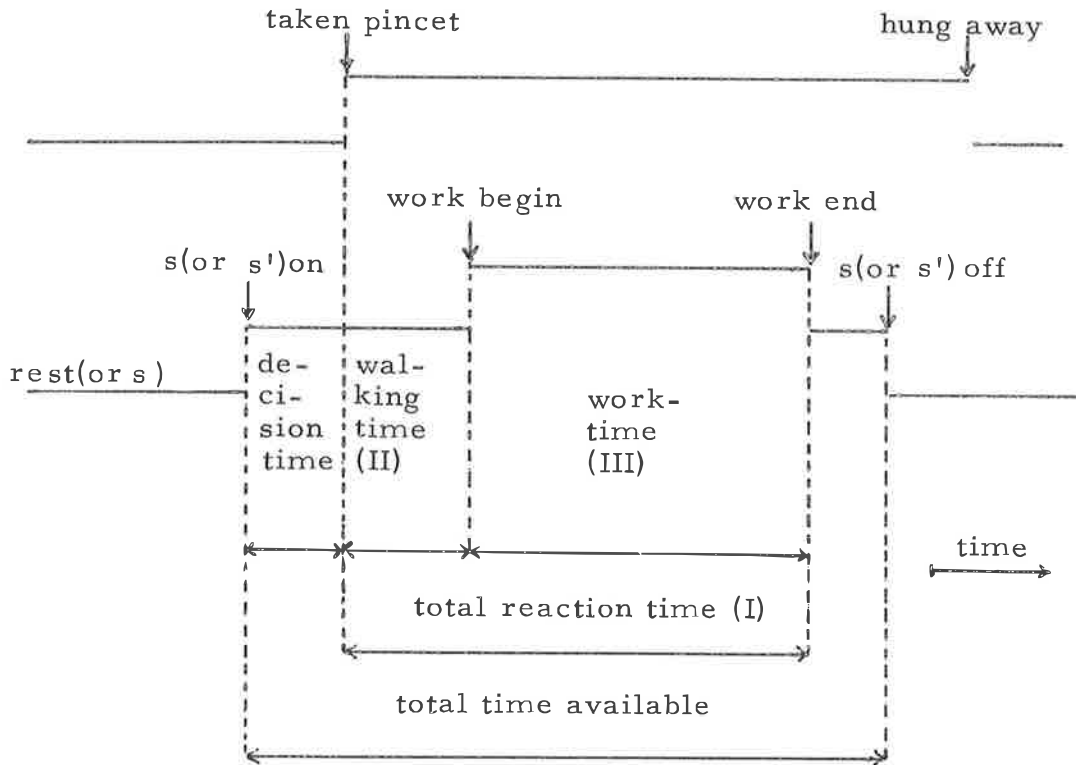 taken pincet
hung away
work begin
work end
s(or s')on
s(or s')off
rest(or s)
de-
ci-
sion
time
wal-
king
time
(II)
work-
time
(III)
time
total reaction time (I)
total time available